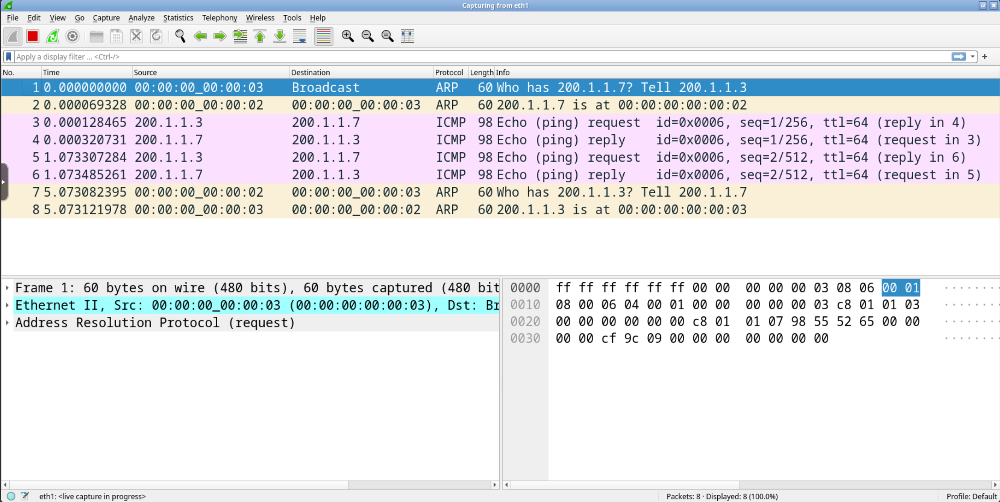 Capturing from eth1
File Edit View Go Capture Analyze Statistics Telephony Wireless Tools Help
Apply a display filter ... <Ctrl-/>
No. Time Source Destination Protocol Length Info
1 0.000000000 00:00:00_00:00:03 Broadcast ARP 60 Who has 200.1.1.7? Tell 200.1.1.3
2 0.000069328 00:00:00_00:00:02 00:00:00_00:00:03 ARP 60 200.1.1.7 is at 00:00:00:00:00:02
3 0.000128465 200.1.1.3 200.1.1.7 ICMP 98 Echo (ping) request id=0x0006, seq=1/256, ttl=64 (reply in 4)
4 0.000320731 200.1.1.7 200.1.1.3 ICMP 98 Echo (ping) reply id=0x0006, seq=1/256, ttl=64 (request in 3)
5 1.073307284 200.1.1.3 200.1.1.7 ICMP 98 Echo (ping) request id=0x0006, seq=2/512, ttl=64 (reply in 6)
6 1.073485261 200.1.1.7 200.1.1.3 ICMP 98 Echo (ping) reply id=0x0006, seq=2/512, ttl=64 (request in 5)
7 5.073082395 00:00:00_00:00:02 00:00:00_00:00:03 ARP 60 Who has 200.1.1.3? Tell 200.1.1.7
8 5.073121978 00:00:00_00:00:03 00:00:00_00:00:02 ARP 60 200.1.1.3 is at 00:00:00:00:00:03
Frame 1: 60 bytes on wire (480 bits), 60 bytes captured (480 bit
Ethernet II, Src: 00:00:00_00:00:03 (00:00:00:00:00:03), Dst: Br
Address Resolution Protocol (request)
0000 ff ff ff ff ff ff 00 00 00 00 00 03 08 06 00 01 ········
0010 08 00 06 04 00 01 00 00 00 00 00 03 c8 01 01 03 ········
0020 00 00 00 00 00 00 c8 01 01 07 98 55 52 65 00 00 ········
0030 00 00 cf 9c 09 00 00 00 00 00 00 00 ········
eth1: <live capture in progress> Packets: 8 · Displayed: 8 (100.0%) Profile: Default